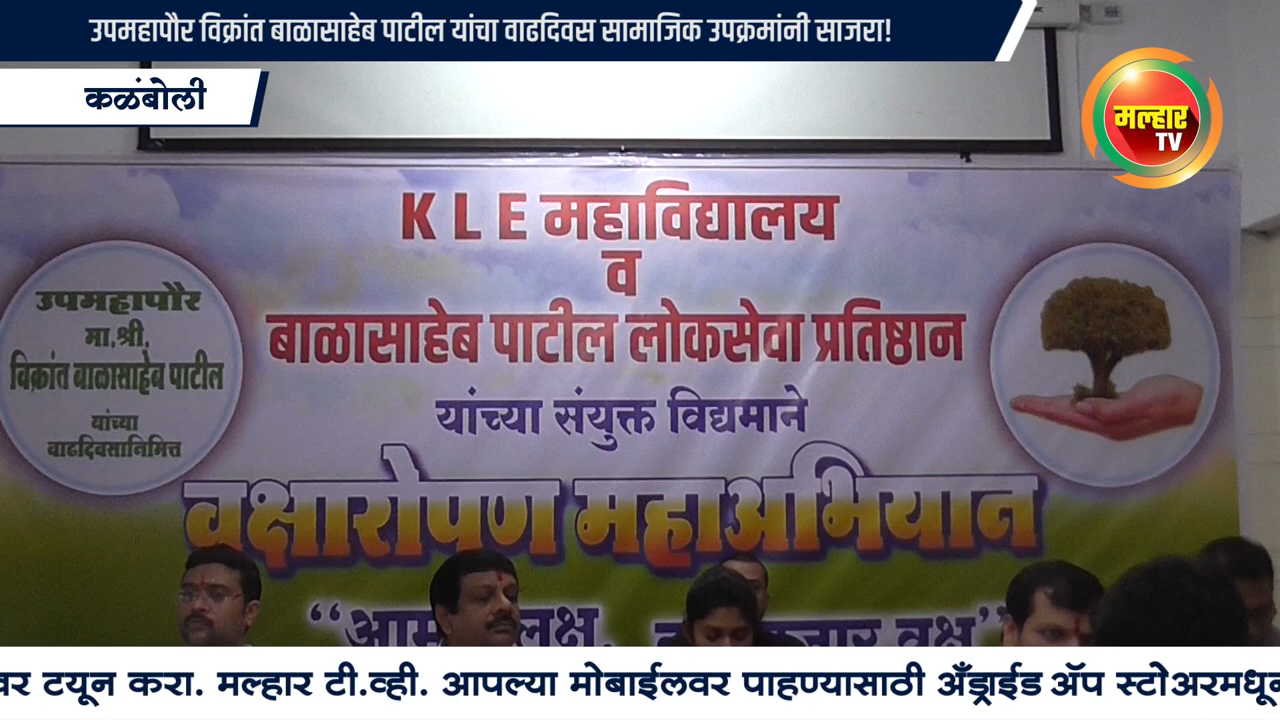 उपमहापौर विक्रांत बाळासाहेब पाटील यांचा वाढदिवस सामाजिक उपक्रमांनी साजरा!
कळंबोली
मल्हार
TV
K L E महाविद्यालय
व
बाळासाहेब पाटील लोकसेवा प्रतिष्ठान
यांच्या संयुक्त विद्यमाने
उपमहापौर
मा.श्री.
विक्रांत बाळासाहेब पाटील
यांच्या
वाढदिवसानिमित्त
वृक्षारोपण महाअभियान
वर टयून करा. मल्हार टी.व्ही. आपल्या मोबाईलवर पाहण्यासाठी अँड्राईड ॲप स्टोअरमधून